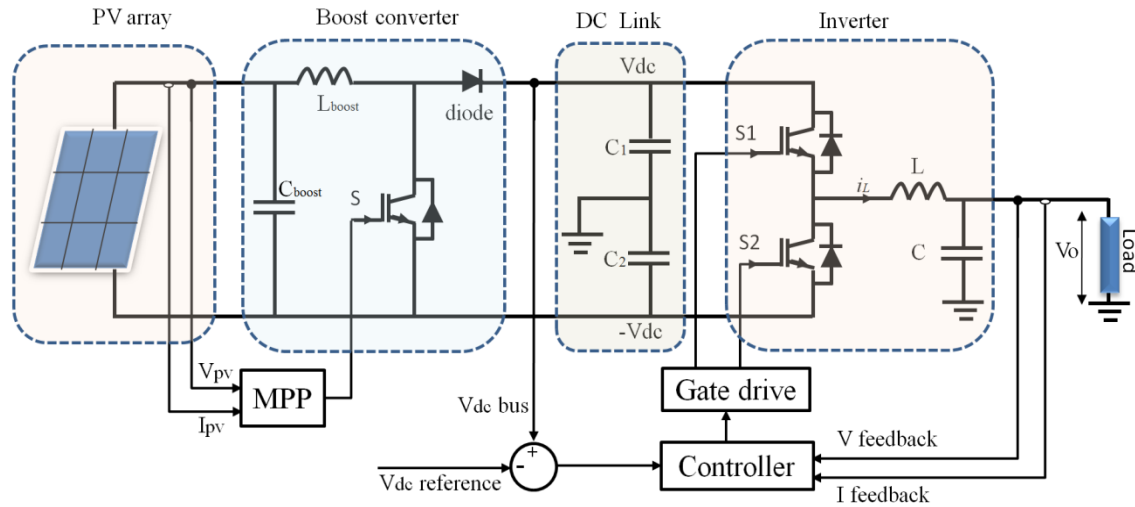 PV array
Boost converter
DC Link
Inverter
Vdc
Lboost
diode
S1
C1
Cboost
S
iL
L
S2
C2
C
Vo
Load
-Vdc
Vpv
MPP
Ipv
Vdc bus
Gate drive
V feedback
+
-
Controller
Vdc reference
I feedback